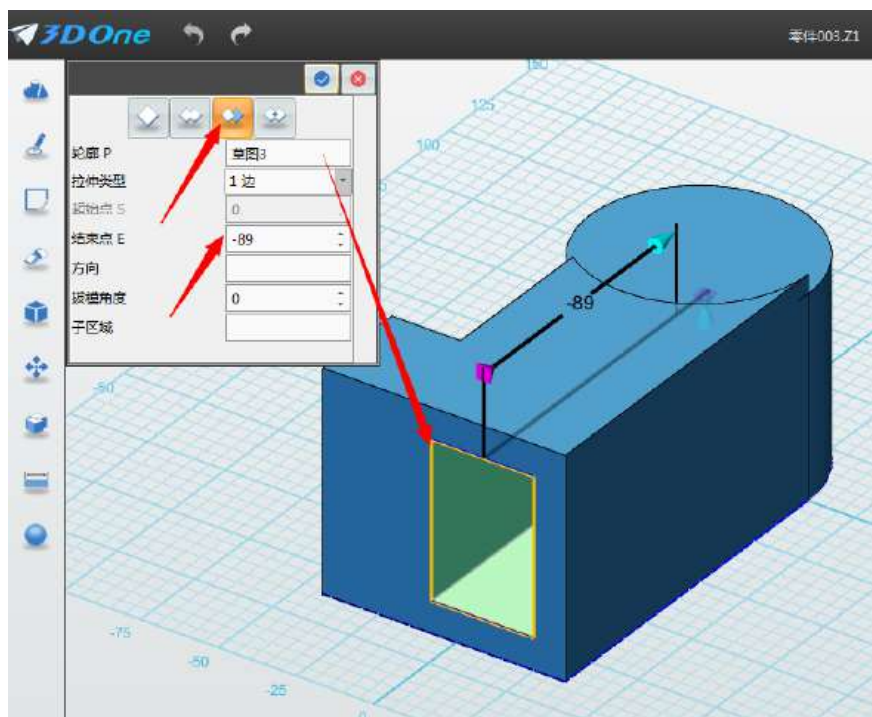 3DOne
零件003.Z1
轮廓 P
草图3
拉伸类型
1 边
起始点 S
0
结束点 E
-89
方向
拔模角度
0
子区域
150
125
100
-89
-50
-75
-50
-25
0